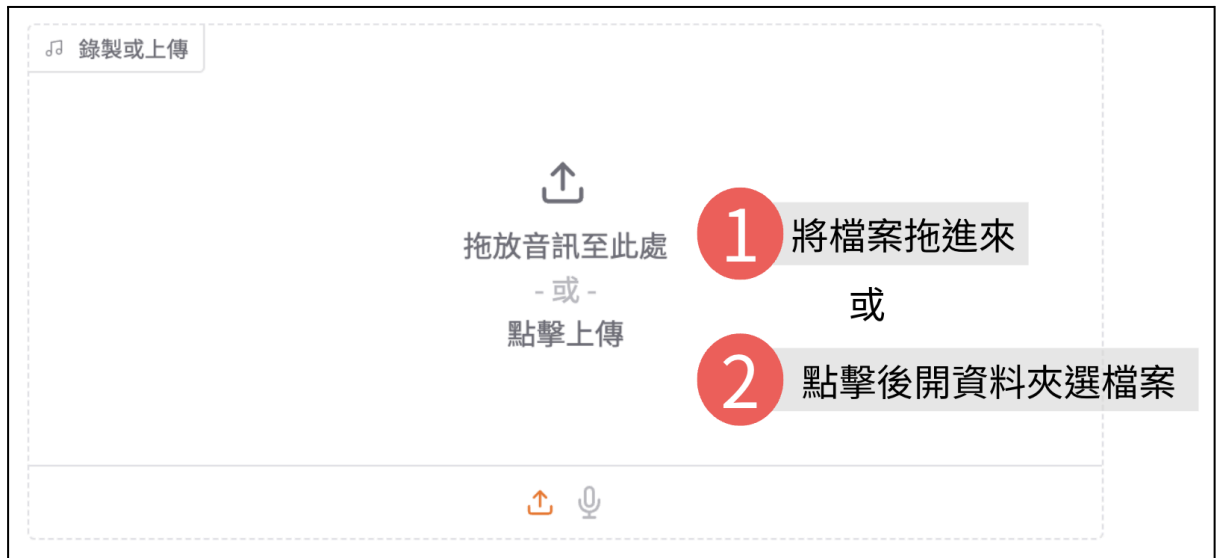 錄製或上傳
拖放音訊至此處
- 或 -
點擊上傳
1 將檔案拖進來
或
2 點擊後開資料夾選檔案